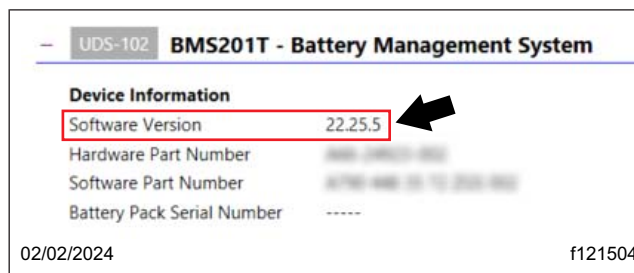 – UDS-102 BMS201T - Battery Management System
Device Information
Software Version 22.25.5
Hardware Part Number
Software Part Number
Battery Pack Serial Number -----
02/02/2024 f121504